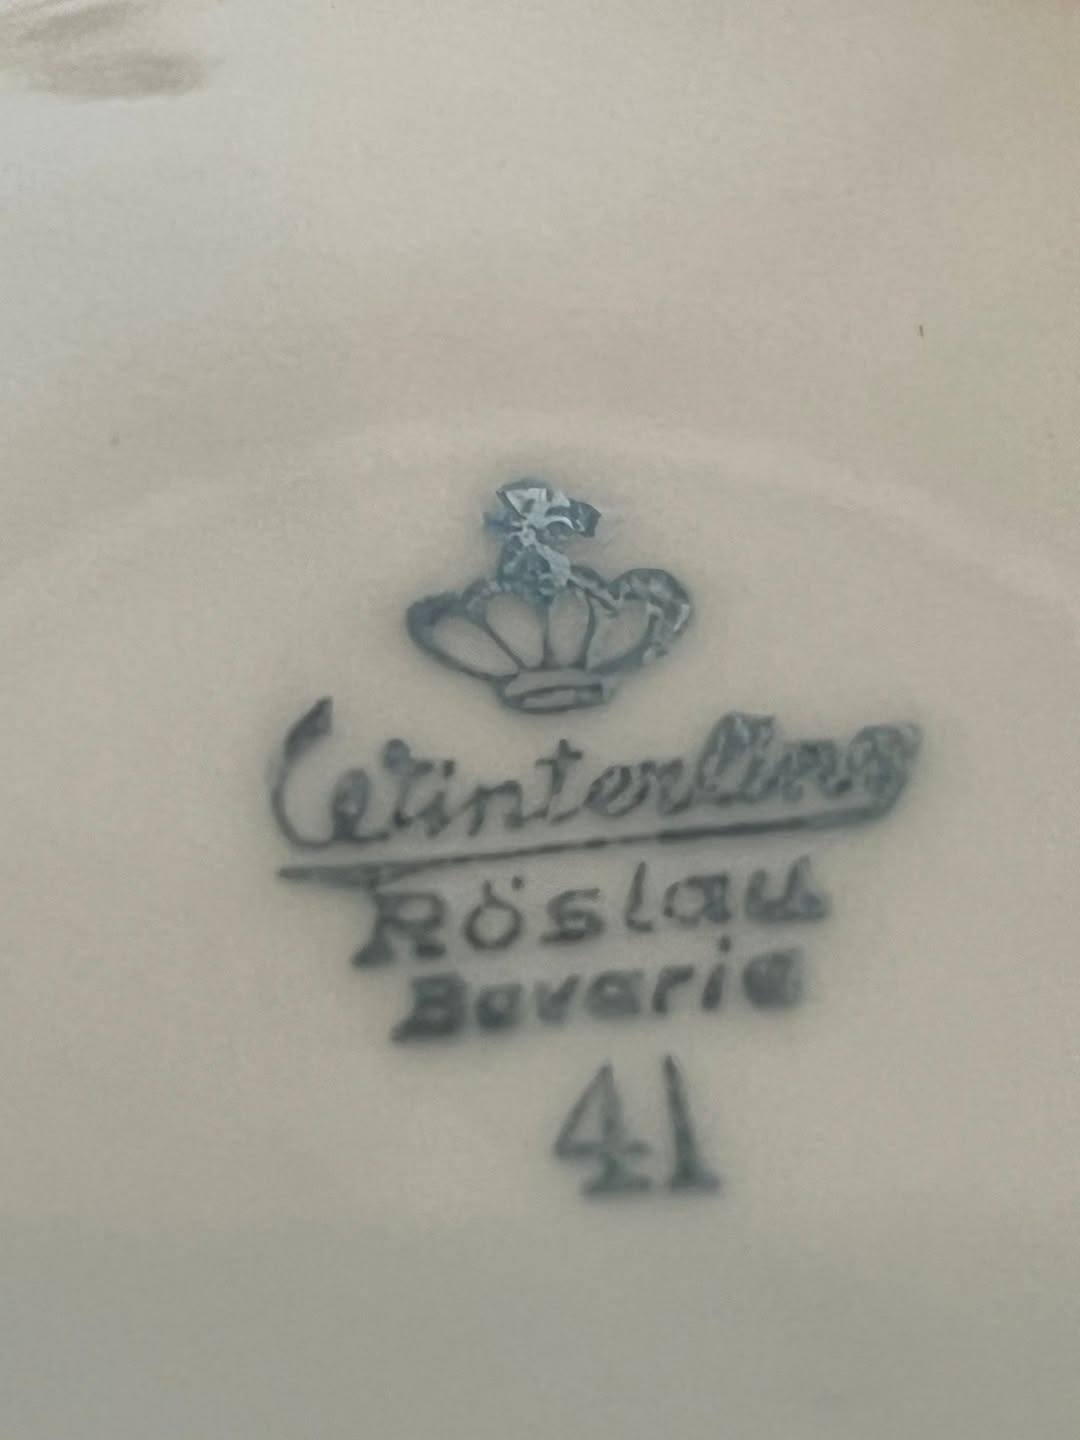 Winterling
Röslau
Bavaria
41